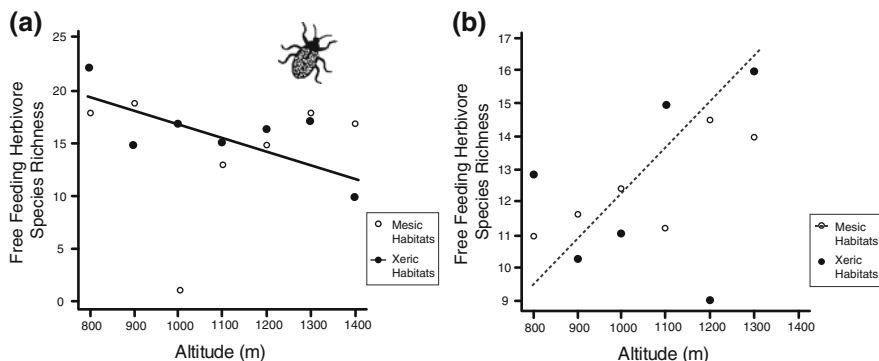 (a)
25
20
15
10
5
0
Free Feeding Herbivore
Species Richness
800 900 1000 1100 1200 1300 1400
Altitude (m)
Mesic
Habitats
Xeric
Habitats
(b)
17
16
15
14
13
12
11
10
9
Free Feeding Herbivore
Species Richness
800 900 1000 1100 1200 1300 1400
Altitude (m)
Mesic
Habitats
Xeric
Habitats